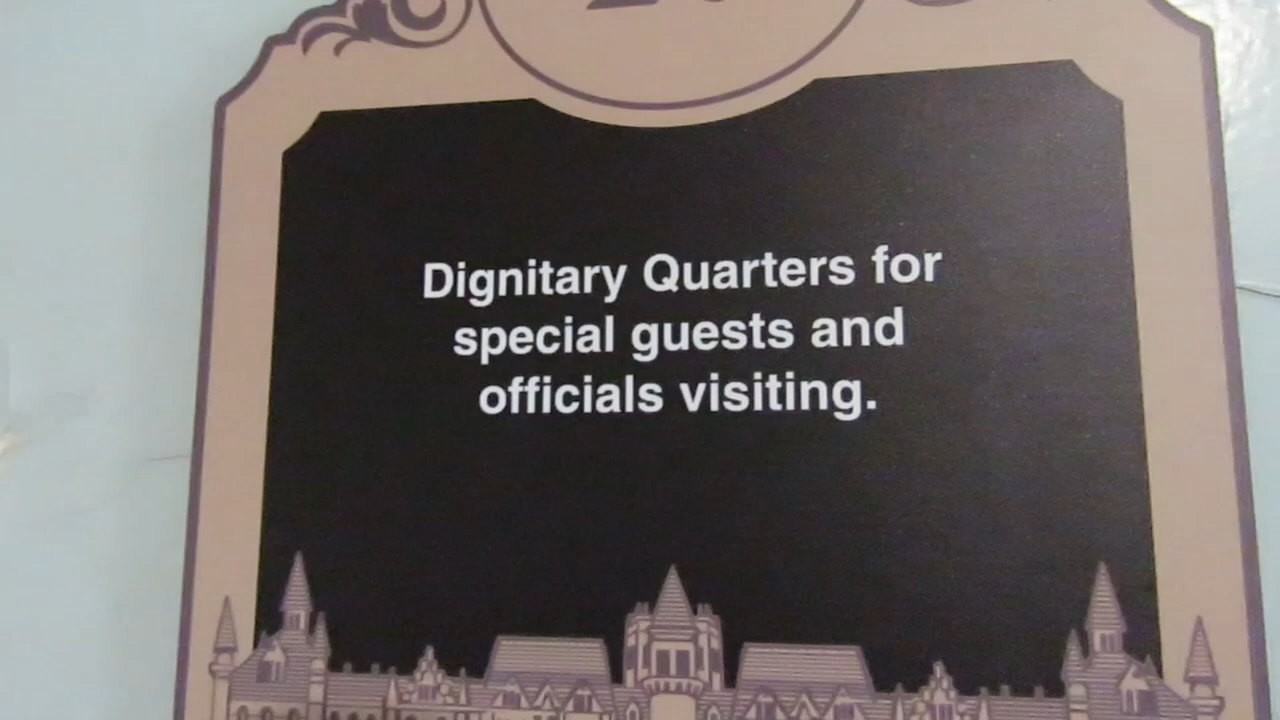 Dignitary Quarters for
special guests and
officials visiting.